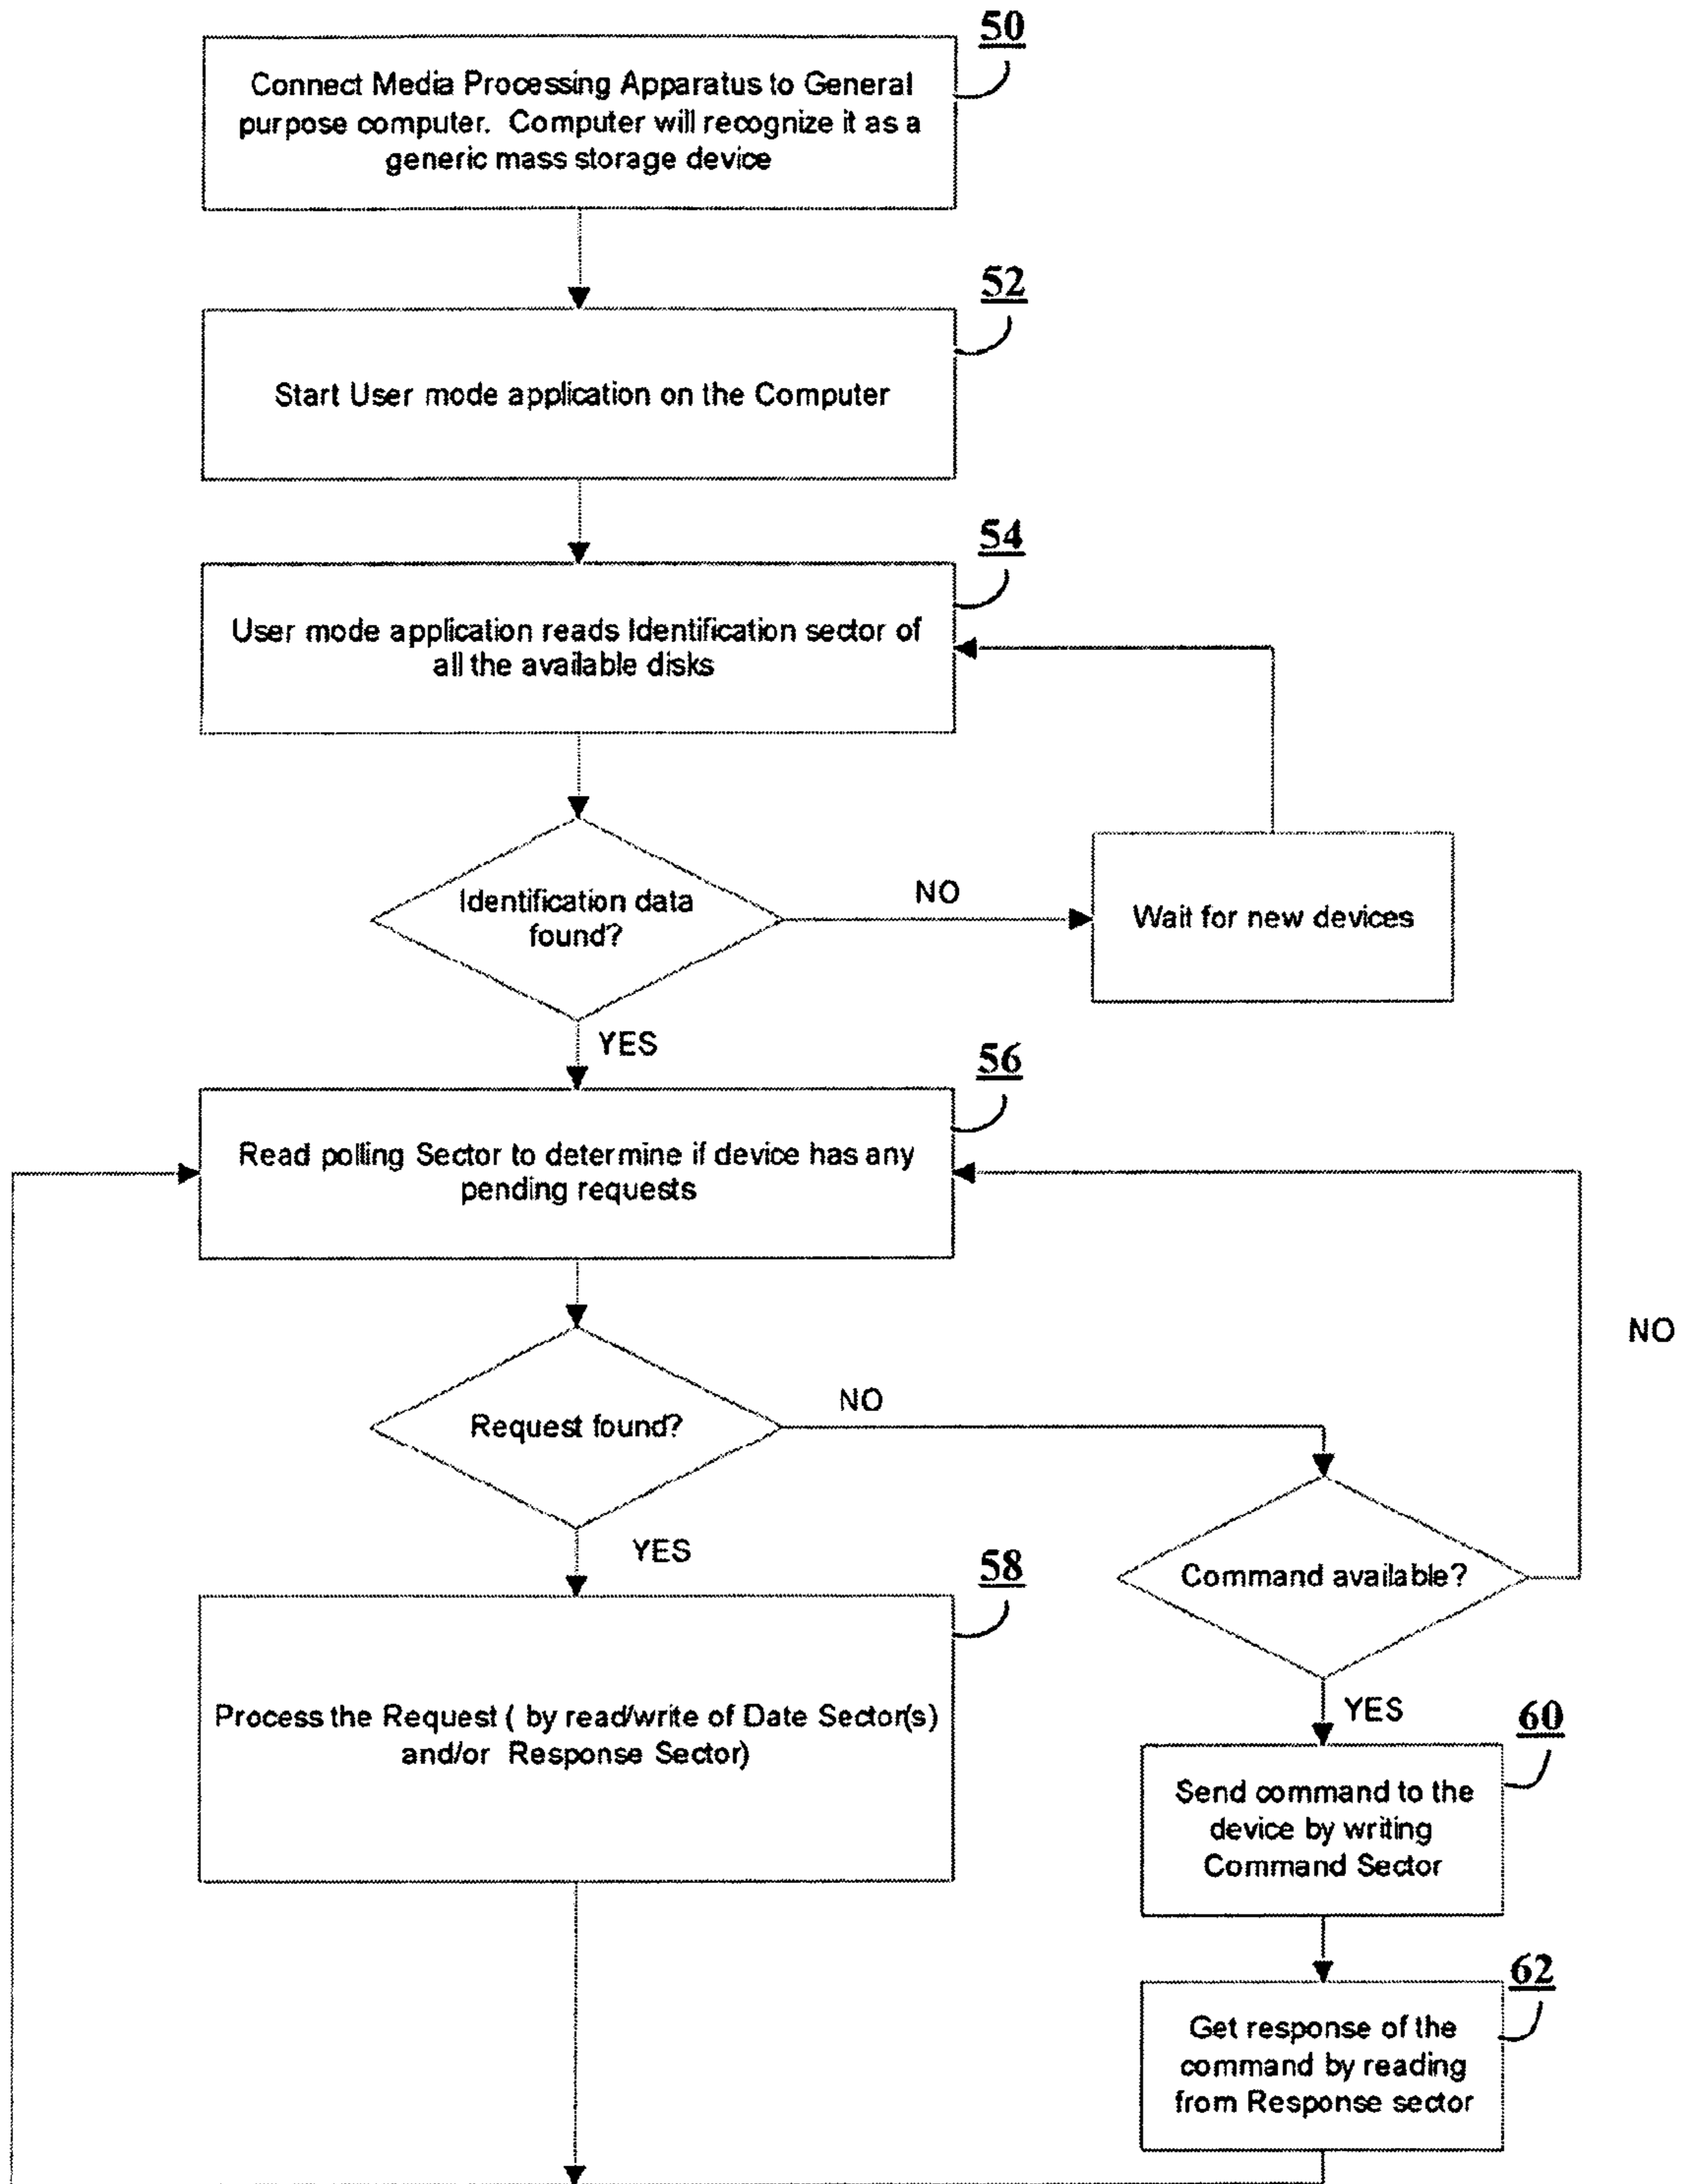 50
Connect Media Processing Apparatus to General
purpose computer. Computer will recognize it as a
generic mass storage device
52
Start User mode application on the Computer
54
User mode application reads Identification sector of
all the available disks
Identification data
found?
NO
Wait for new devices
YES
56
Read polling Sector to determine if device has any
pending requests
NO
Request found?
NO
Command available?
YES
58
Process the Request ( by read/write of Date Sector(s)
and/or Response Sector)
YES
60
Send command to the
device by writing
Command Sector
62
Get response of the
command by reading
from Response sector